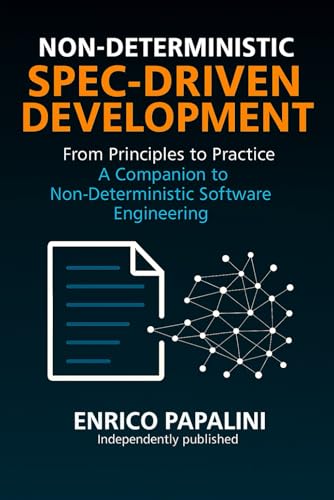 NON-DETERMINISTIC
SPEC-DRIVEN
DEVELOPMENT
From Principles to Practice
A Companion to
Non-Deterministic Software
Engineering
ENRICO PAPALINI
Independently published